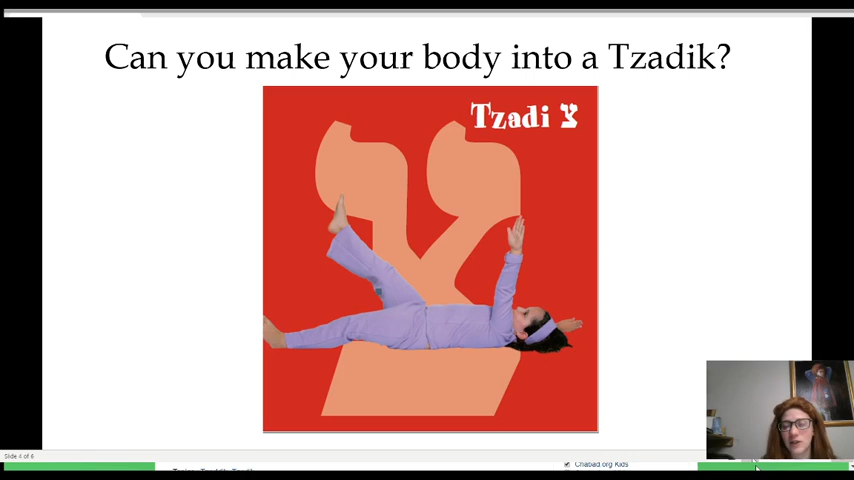 Can you make your body into a Tzadik?
Tzadi צ
Slide 4 of 6
Chabad.org Kids